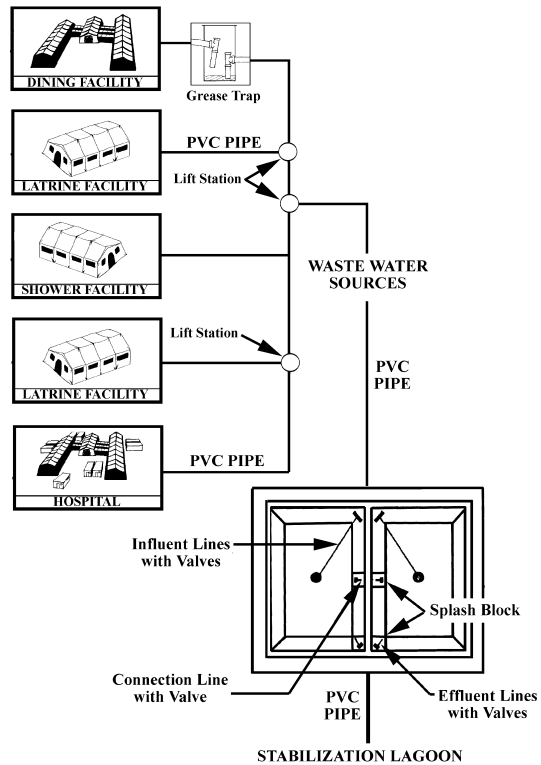 DINING FACILITY
Grease Trap
PVC PIPE
LATRINE FACILITY
Lift Station
SHOWER FACILITY
WASTE WATER
SOURCES
Lift Station
LATRINE FACILITY
PVC
PIPE
PVC PIPE
HOSPITAL
Influent Lines
with Valves
Splash Block
Connection Line
with Valve
PVC
PIPE
Effluent Lines
with Valves
STABILIZATION LAGOON